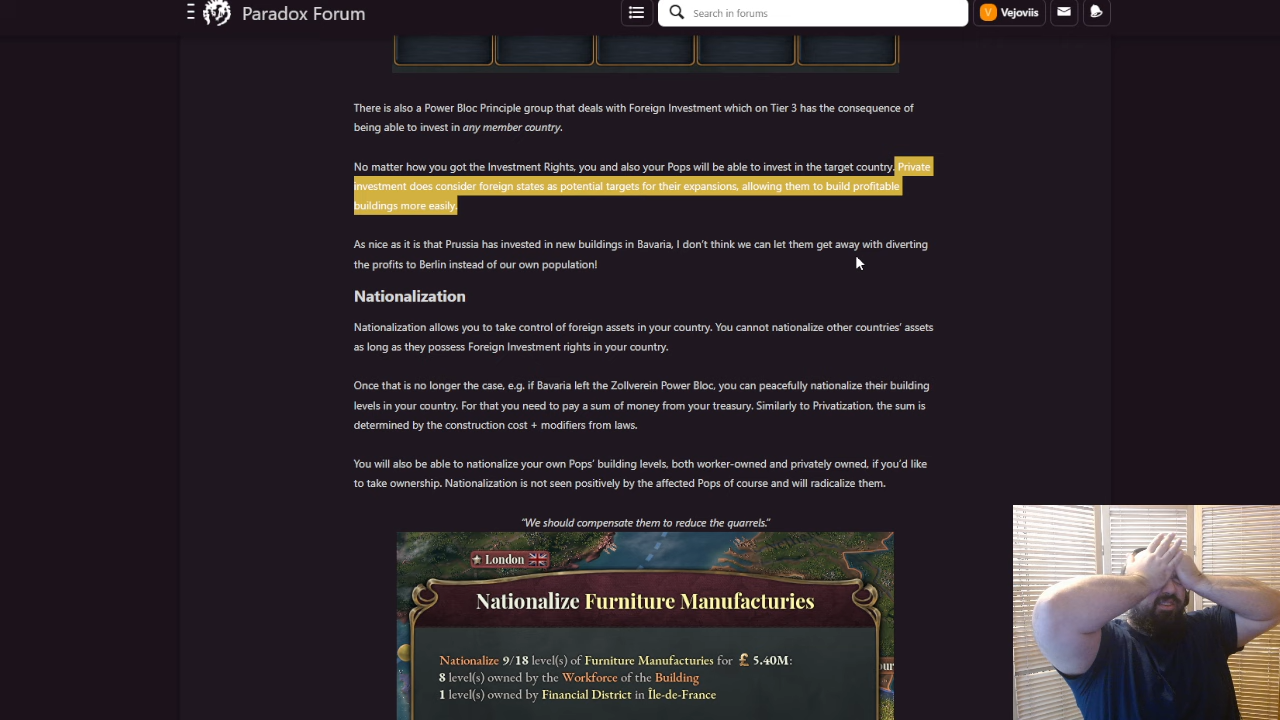 Paradox Forum
Search in forums
V
Vejoviis
There is also a Power Bloc Principle group that deals with Foreign Investment which on Tier 3 has the consequence of
being able to invest in any member country.
No matter how you got the Investment Rights, you and also your Pops will be able to invest in the target country. Private
investment does consider foreign states as potential targets for their expansions, allowing them to build profitable
buildings more easily.
As nice as it is that Prussia has invested in new buildings in Bavaria, I don't think we can let them get away with diverting
the profits to Berlin instead of our own population!
Nationalization
Nationalization allows you to take control of foreign assets in your country. You cannot nationalize other countries' assets
as long as they possess Foreign Investment rights in your country.
Once that is no longer the case, e.g. if Bavaria left the Zollverein Power Bloc, you can peacefully nationalize their building
levels in your country. For that you need to pay a sum of money from your treasury. Similarly to Privatization, the sum is
determined by the construction cost + modifiers from laws.
You will also be able to nationalize your own Pops' building levels, both worker-owned and privately owned, if you'd like
to take ownership. Nationalization is not seen positively by the affected Pops of course and will radicalize them.
"We should compensate them to reduce the quarrels."
London
Nationalize Furniture Manufacturies
Nationalize 9/18 level(s) of Furniture Manufacturies for £ 5.40M:
8 level(s) owned by the Workforce of the Building
1 level(s) owned by Financial District in Île-de-France